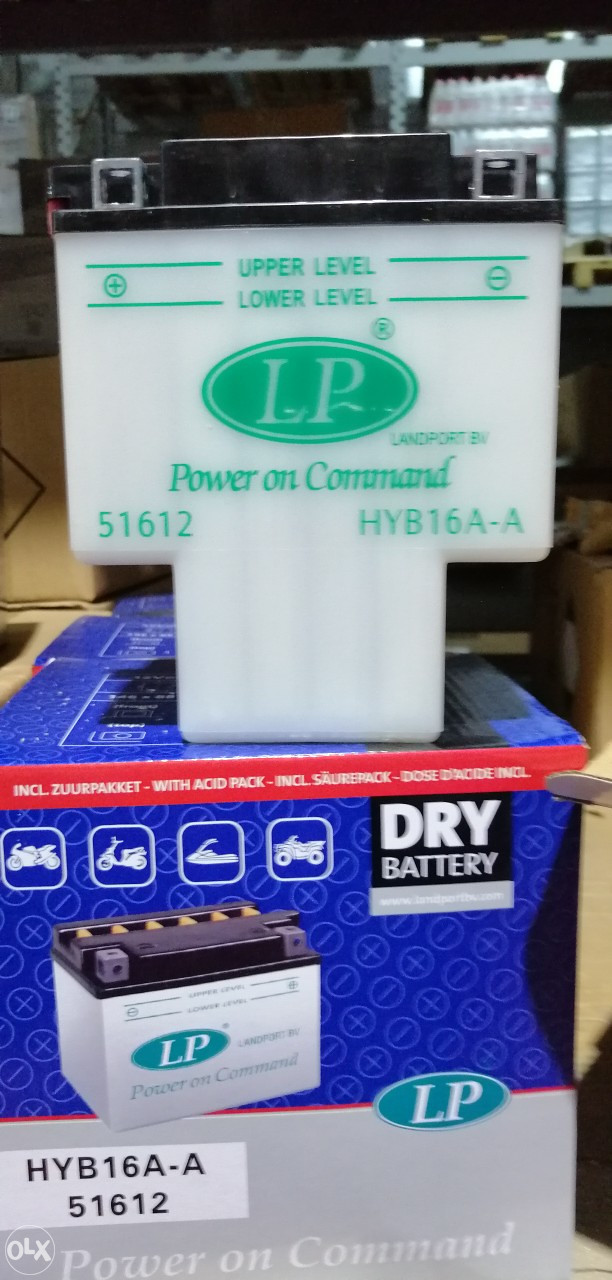 UPPER LEVEL
LOWER LEVEL
®
LP
LANDPORT BV
Power on Command
51612 HYB16A-A
INCL. ZUURPAKKET - WITH ACID PACK - INCL. SÄUREPACK - DOSE D'ACIDE INCL.
DRY
BATTERY
www.landportbv.com
UPPER LEVEL
LOWER LEVEL
LP
LANDPORT BV
Power on Command
LP
HYB16A-A
51612
Power on Command
OLX